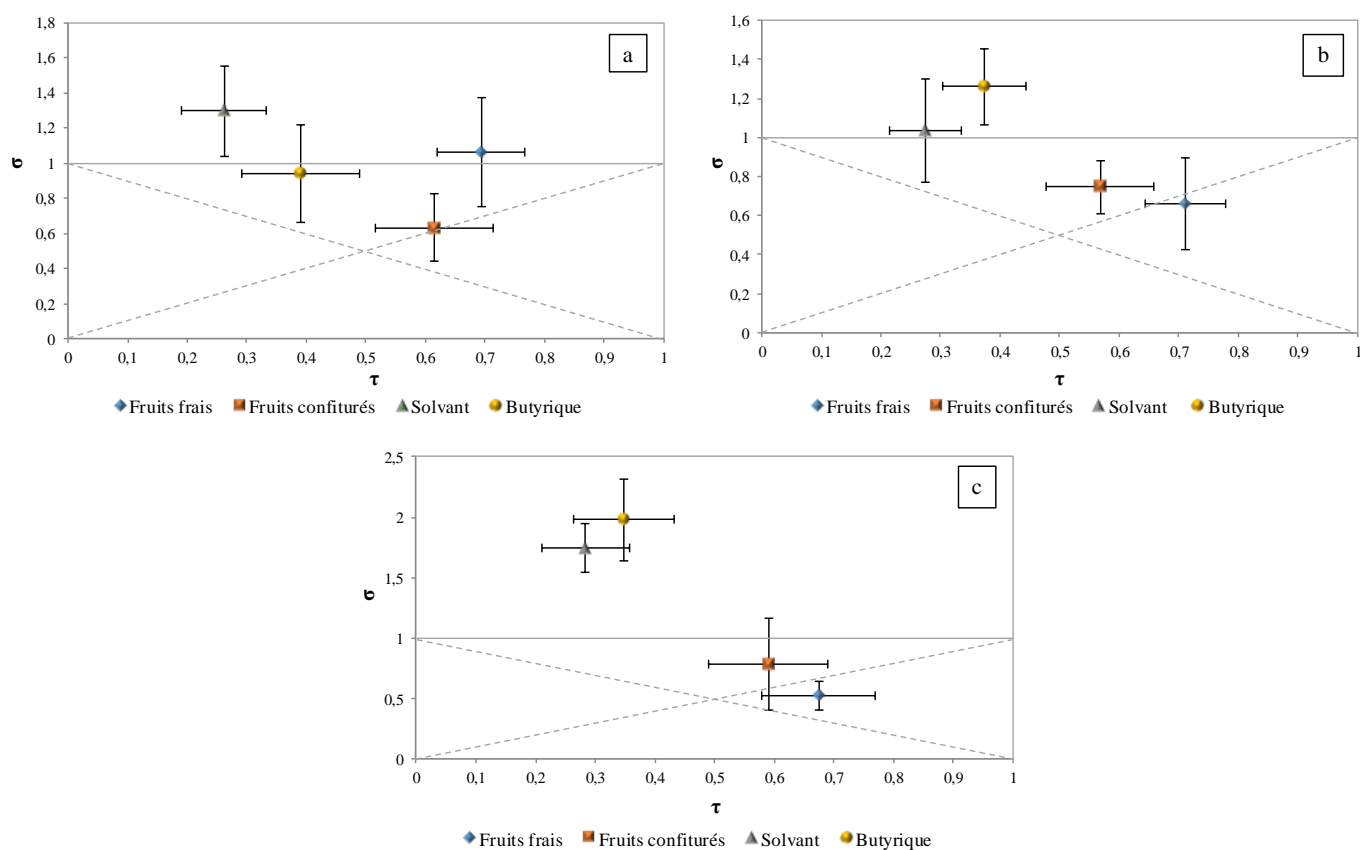 a
1,8
1,6
1,4
1,2
1
0,8
0,6
0,4
0,2
0
σ
0 0,1 0,2 0,3 0,4 0,5 0,6 0,7 0,8 0,9 1
τ
Fruits frais Fruits confiturés Solvant Butyrique
b
1,6
1,4
1,2
1
0,8
0,6
0,4
0,2
0
σ
0 0,1 0,2 0,3 0,4 0,5 0,6 0,7 0,8 0,9 1
τ
Fruits frais Fruits confiturés Solvant Butyrique
c
2,5
2
1,5
1
0,5
0
σ
0 0,1 0,2 0,3 0,4 0,5 0,6 0,7 0,8 0,9 1
τ
Fruits frais Fruits confiturés Solvant Butyrique